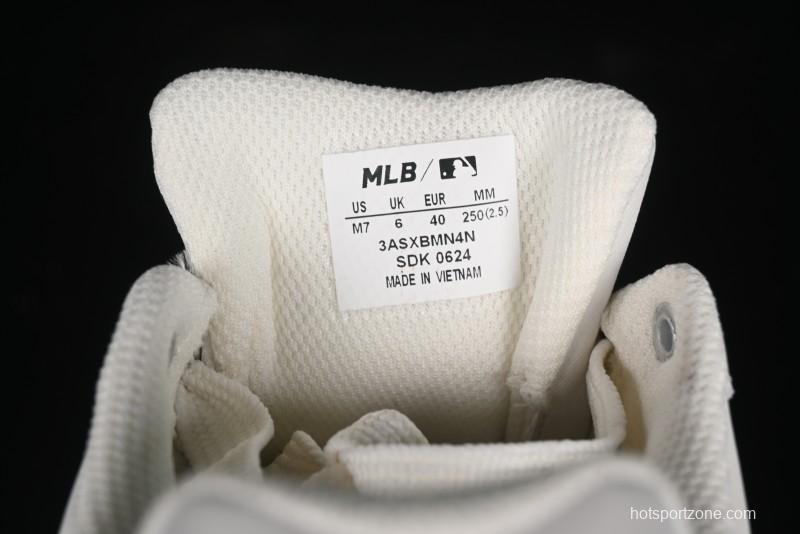 MLB
US UK EUR MM
M7 6 40 250(2.5)
3ASXBMN4N
SDK 0624
MADE IN VIETNAM
hotsportzone.com